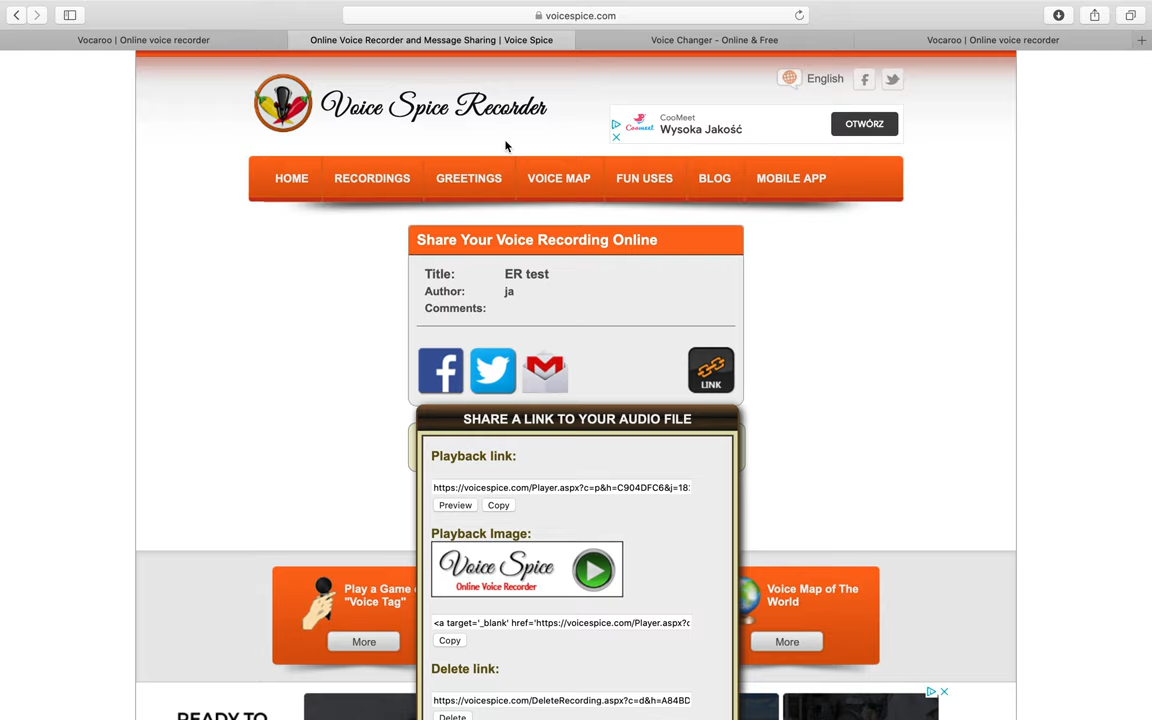 voicespice.com
Vocaroo | Online voice recorder
Online Voice Recorder and Message Sharing | Voice Spice
Voice Changer - Online & Free
Vocaroo | Online voice recorder
Voice Spice Recorder
English
CooMeet
Wysoka Jakość
CooMeet
OTWÓRZ
HOME
RECORDINGS
GREETINGS
VOICE MAP
FUN USES
BLOG
MOBILE APP
Share Your Voice Recording Online
Title: ER test
Author: ja
Comments:
LINK
SHARE A LINK TO YOUR AUDIO FILE
Playback link:
https://voicespice.com/Player.aspx?c=p&h=C904DFC6&j=18
Preview
Copy
Playback Image:
Voice Spice
Online Voice Recorder
<a target='_blank' href='https://voicespice.com/Player.aspx?c
Copy
Delete link:
https://voicespice.com/DeleteRecording.aspx?c=d&h=A84BD
Delete
Play a Game of
"Voice Tag"
More
Voice Map of The
World
More
READY TO